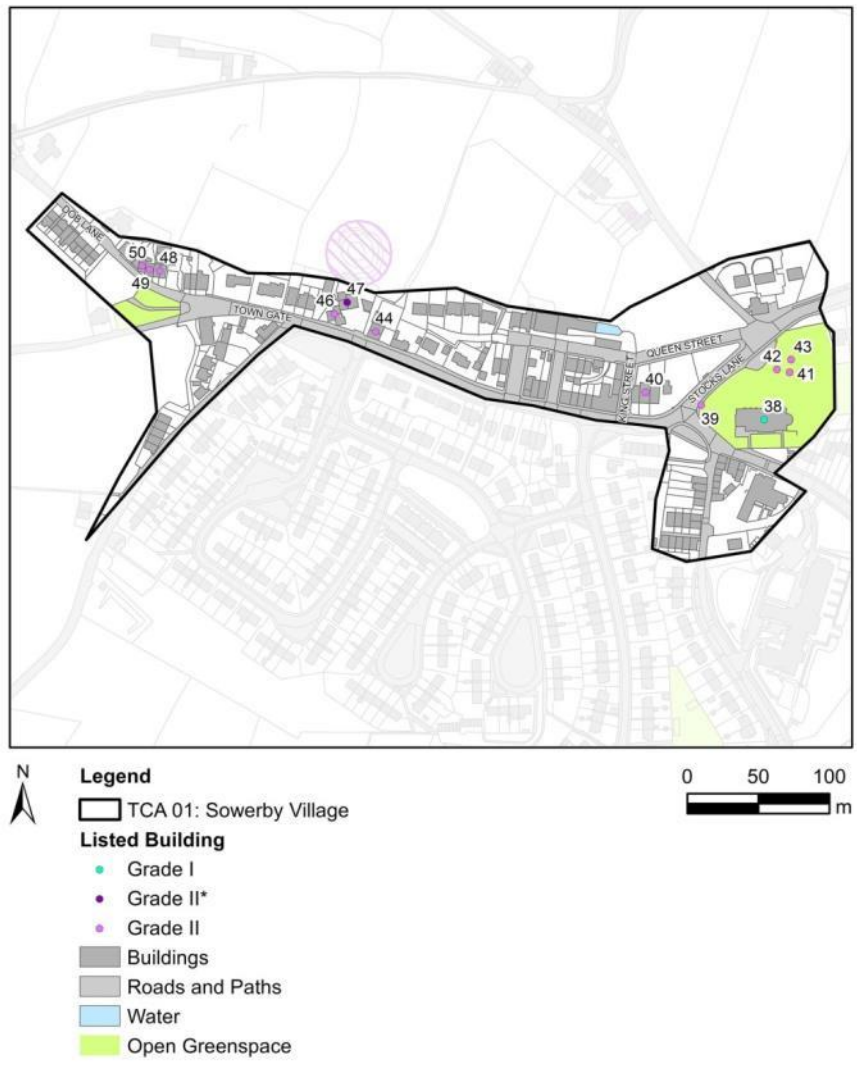 DOB LANE
50
48
49
47
46
TOWN GATE
44
QUEEN STREET
43
42
STOCKS LANE
41
KING STREET
40
38
39
N
Legend
0 50 100
m
TCA 01: Sowerby Village
Listed Building
Grade I
Grade II*
Grade II
Buildings
Roads and Paths
Water
Open Greenspace